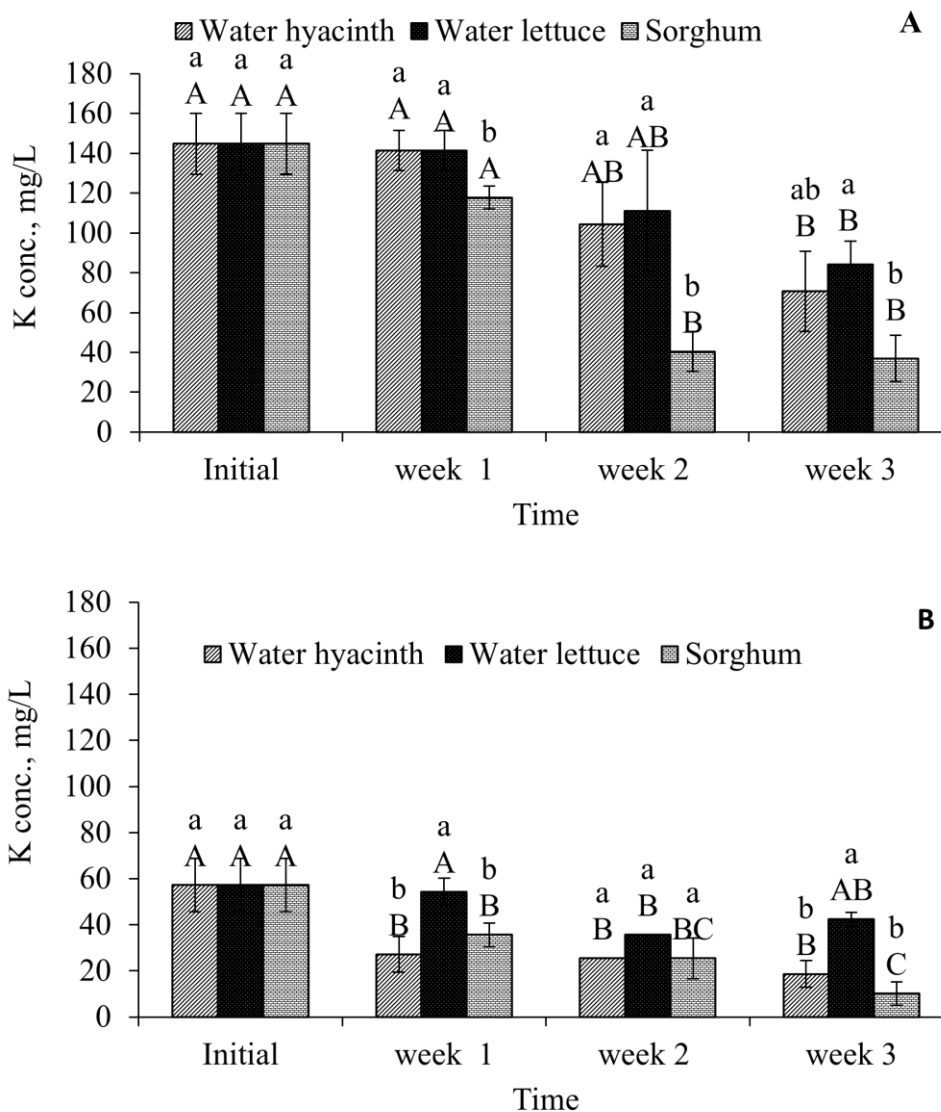 Water hyacinth Water lettuce Sorghum A
a a a a a b a a b ab a b
A A A A A A AB AB B B B B
180
160
140
120
100
80
60
40
20
0
K conc., mg/L
Initial week 1 week 2 week 3
Time
B
180
160
140
120
100
80
60
40
20
0
K conc., mg/L
Water hyacinth Water lettuce Sorghum
a a a b a b a a a b a b
A A A B A B B B BC B AB C
Initial week 1 week 2 week 3
Time